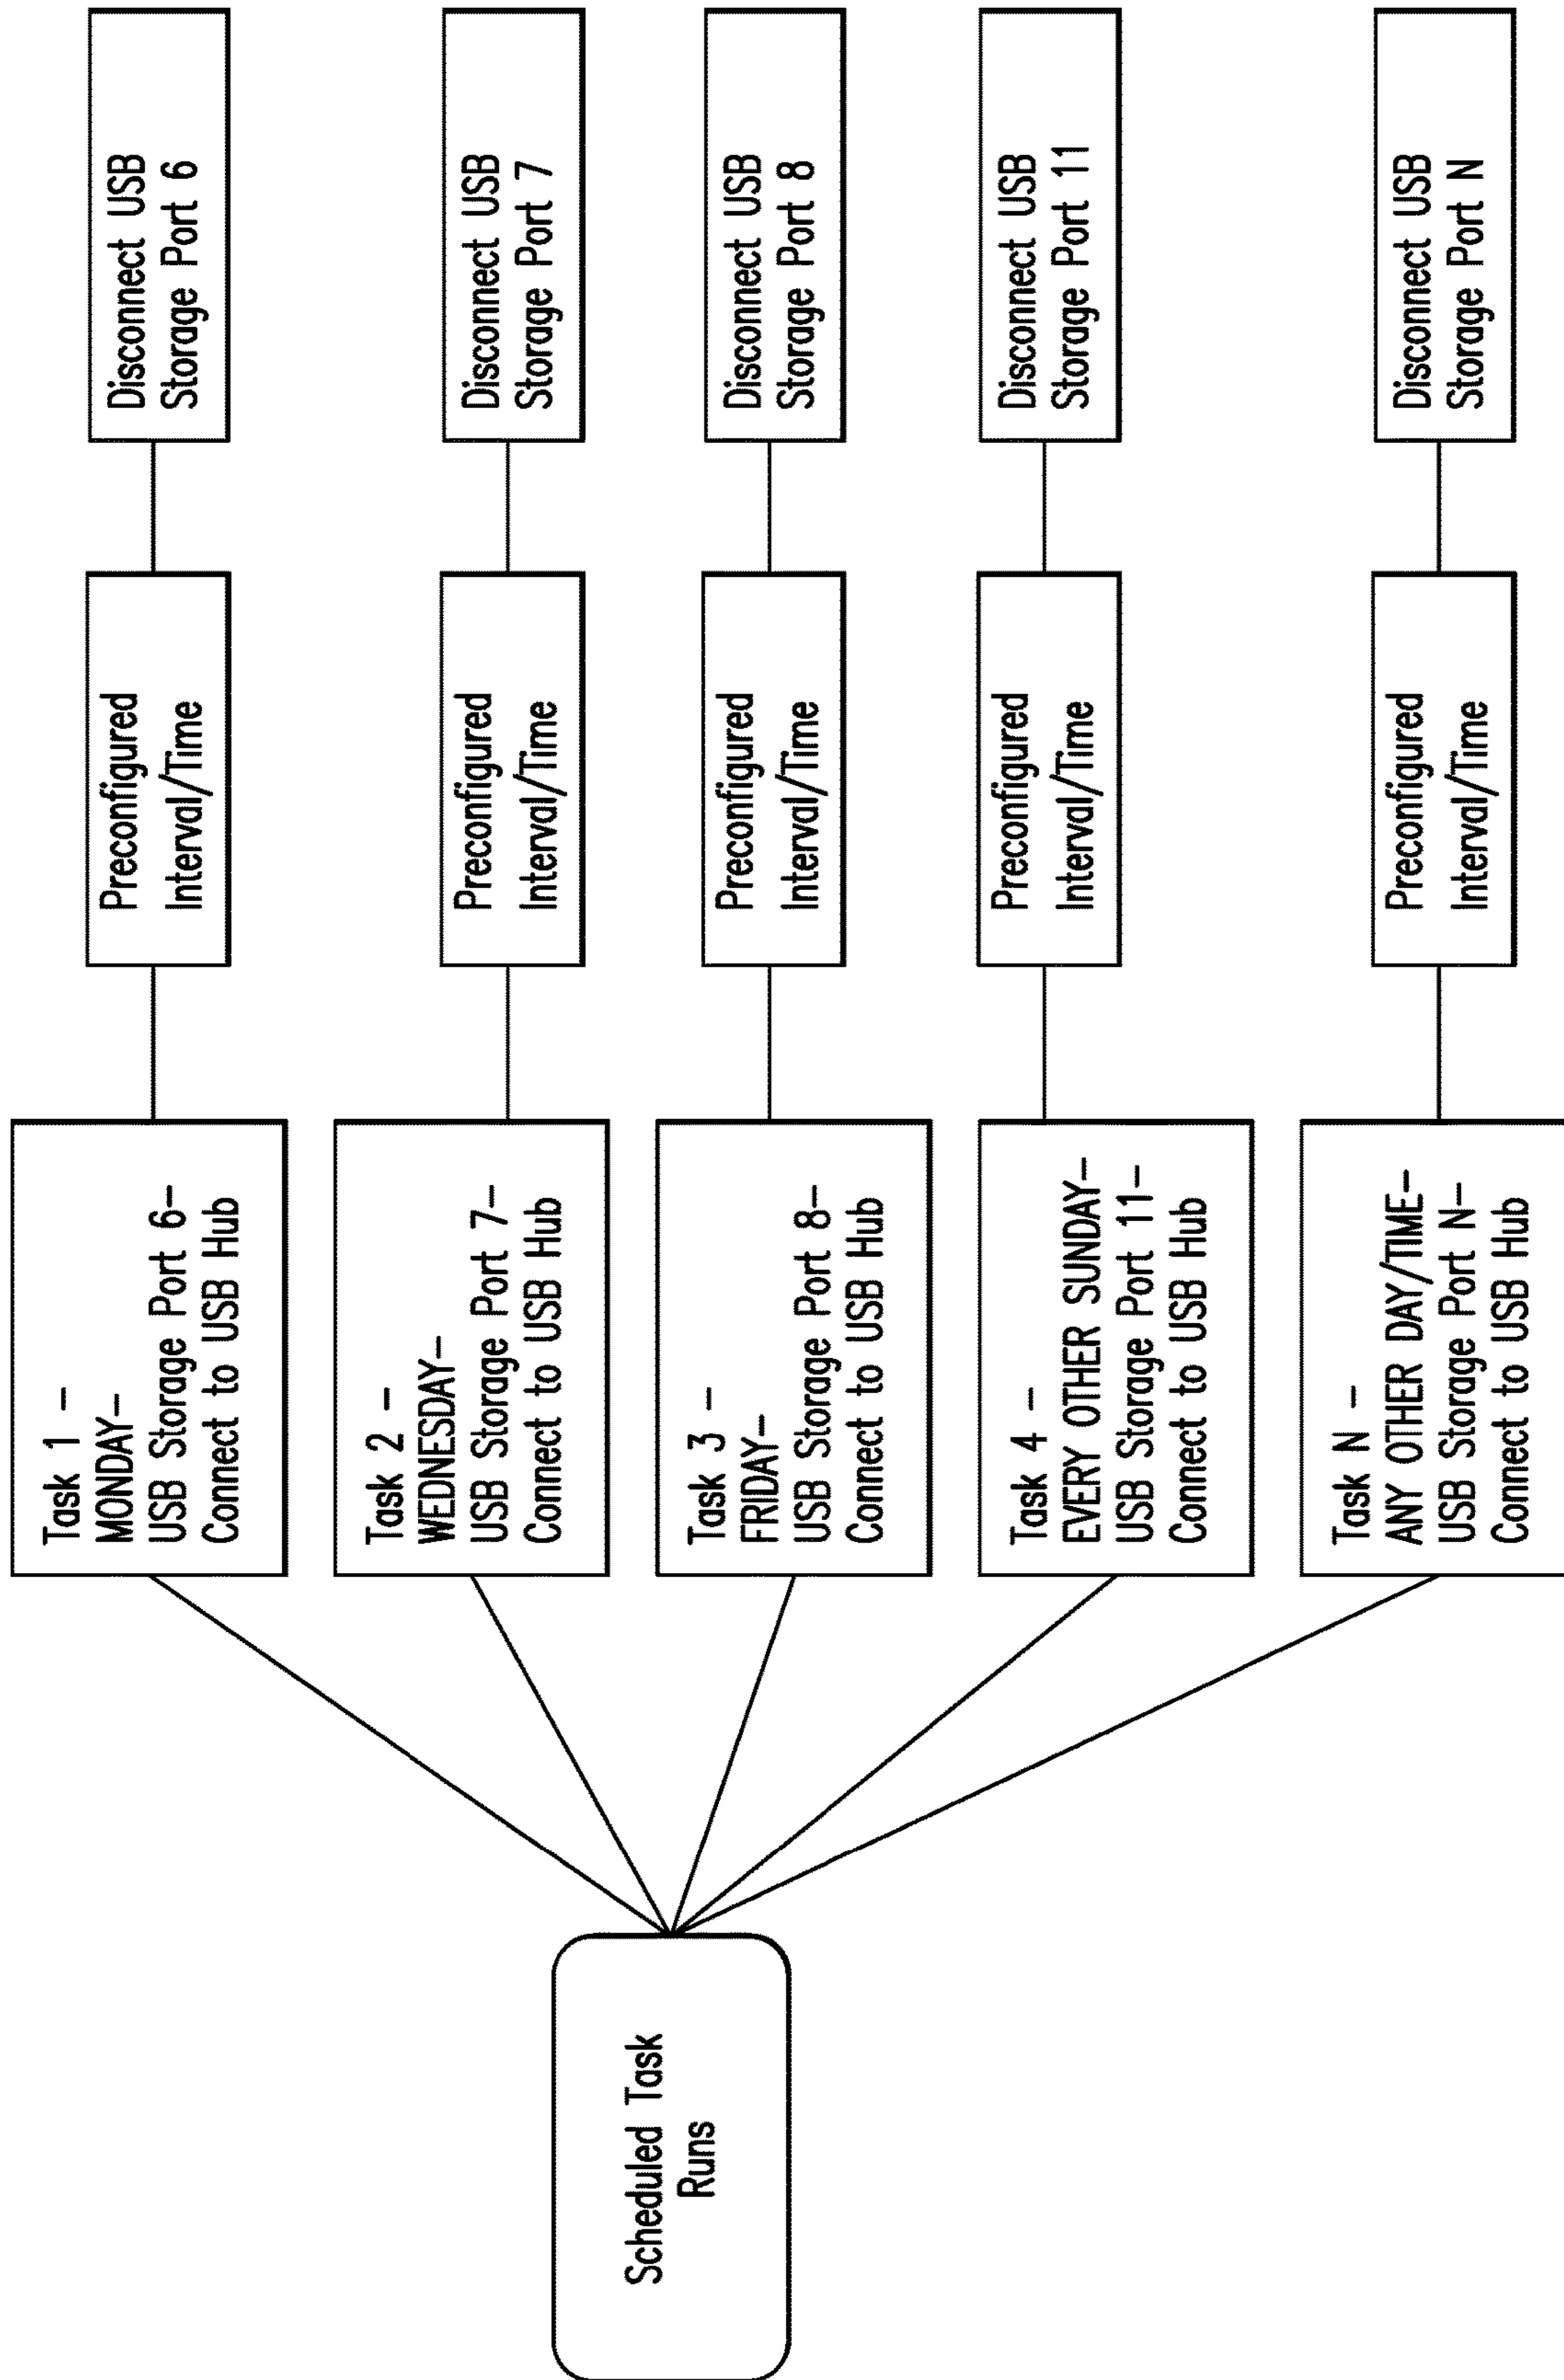 Scheduled Task
Runs
Task 1 –
MONDAY–
USB Storage Port 6–
Connect to USB Hub
Preconfigured
Interval/Time
Disconnect USB
Storage Port 6
Task 2 –
WEDNESDAY–
USB Storage Port 7–
Connect to USB Hub
Preconfigured
Interval/Time
Disconnect USB
Storage Port 7
Task 3 –
FRIDAY–
USB Storage Port 8–
Connect to USB Hub
Preconfigured
Interval/Time
Disconnect USB
Storage Port 8
Task 4 –
EVERY OTHER SUNDAY–
USB Storage Port 11–
Connect to USB Hub
Preconfigured
Interval/Time
Disconnect USB
Storage Port 11
Task N –
ANY OTHER DAY/TIME–
USB Storage Port N–
Connect to USB Hub
Preconfigured
Interval/Time
Disconnect USB
Storage Port N